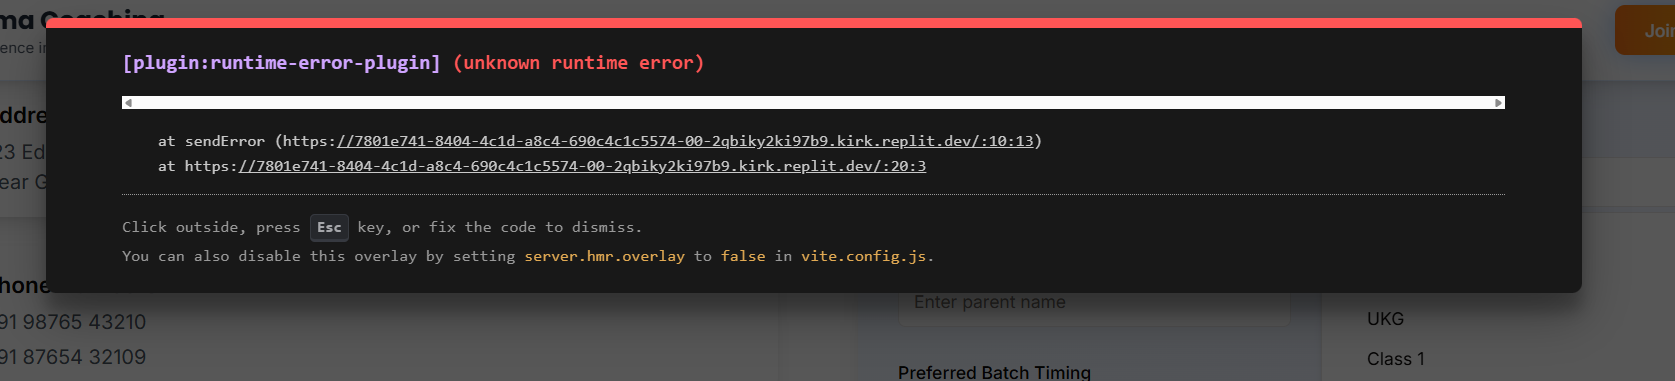 ma Coaching
ence in
Join
[plugin:runtime-error-plugin] (unknown runtime error)
at sendError (https://7801e741-8404-4c1d-a8c4-690c4c1c5574-00-2qbiky2ki97b9.kirk.replit.dev/:10:13)
at https://7801e741-8404-4c1d-a8c4-690c4c1c5574-00-2qbiky2ki97b9.kirk.replit.dev/:20:3
Click outside, press Esc key, or fix the code to dismiss.
You can also disable this overlay by setting server.hmr.overlay to false in vite.config.js.
ddre
23 Ed
ear G
hone
91 98765 43210
91 87654 32109
Enter parent name
Preferred Batch Timing
UKG
Class 1